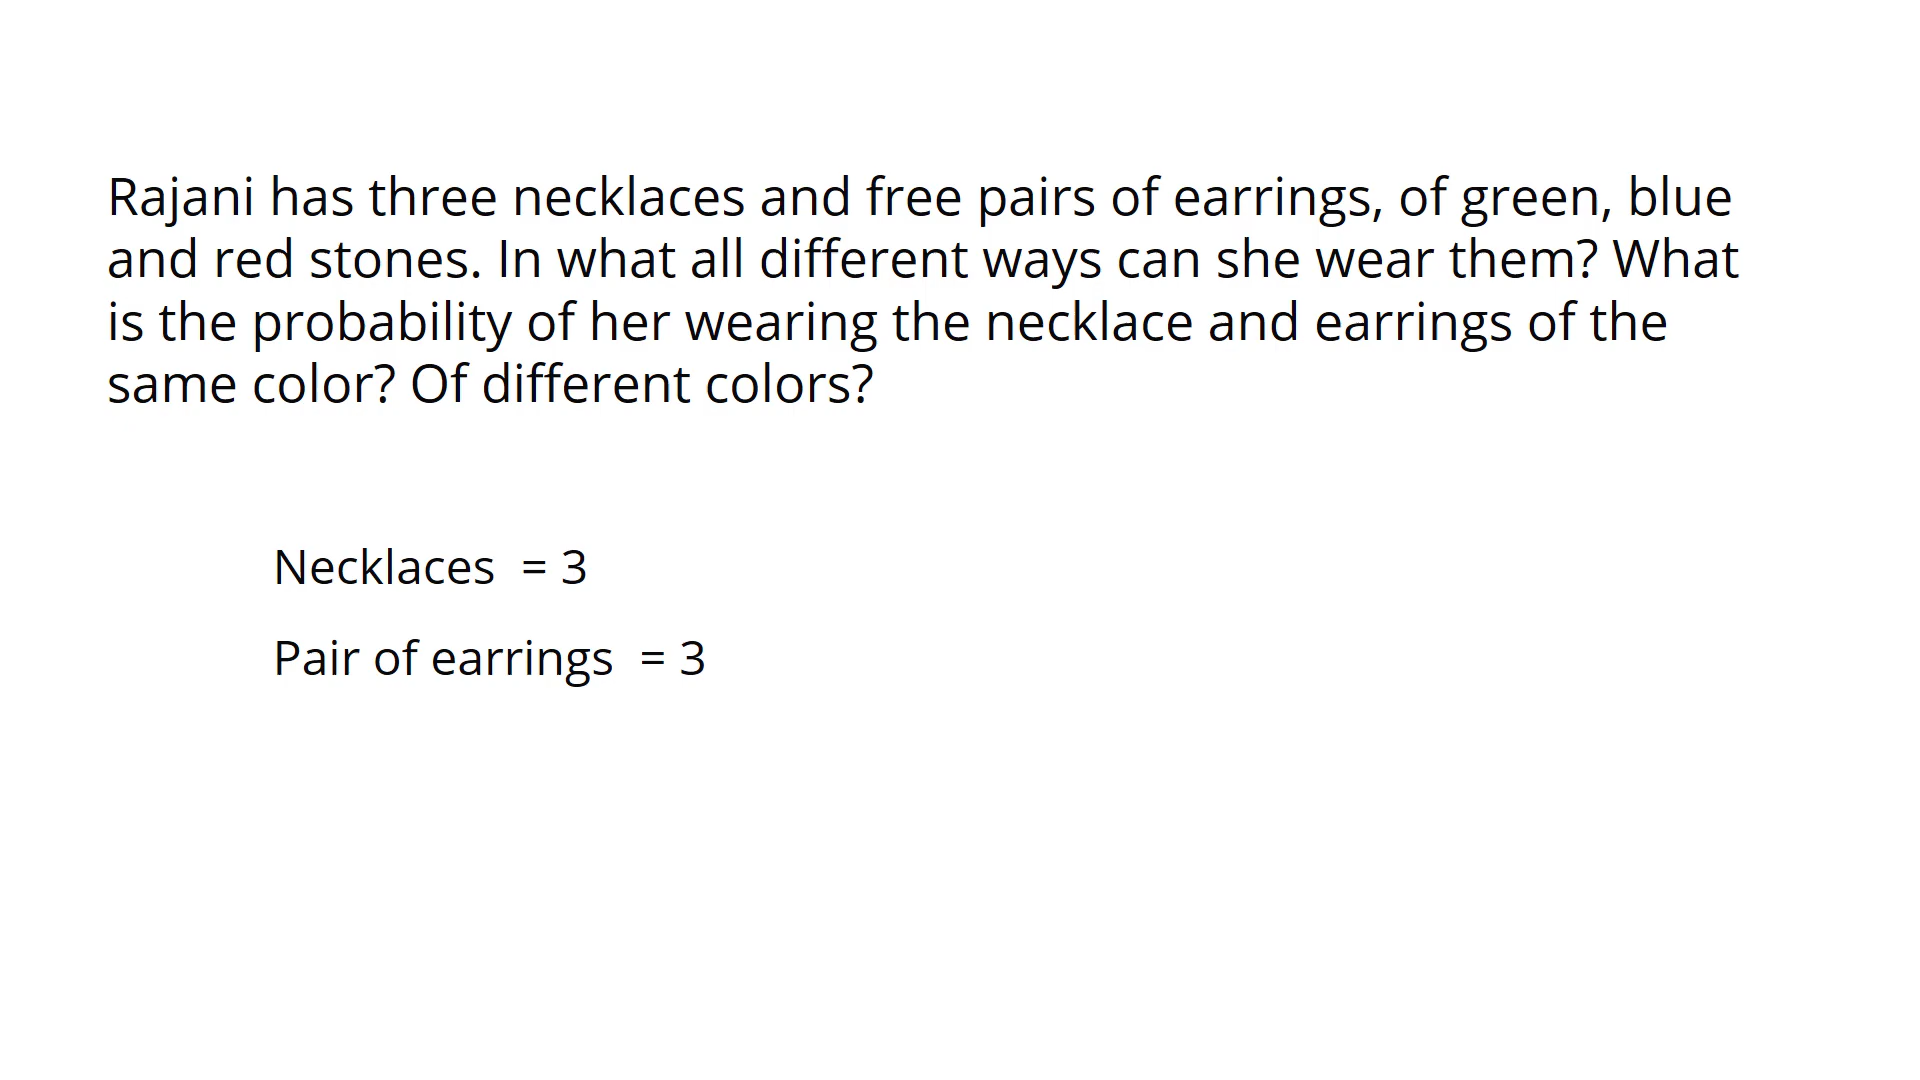 Rajani has three necklaces and free pairs of earrings, of green, blue
and red stones. In what all different ways can she wear them? What
is the probability of her wearing the necklace and earrings of the
same color? Of different colors?
Necklaces = 3
Pair of earrings = 3